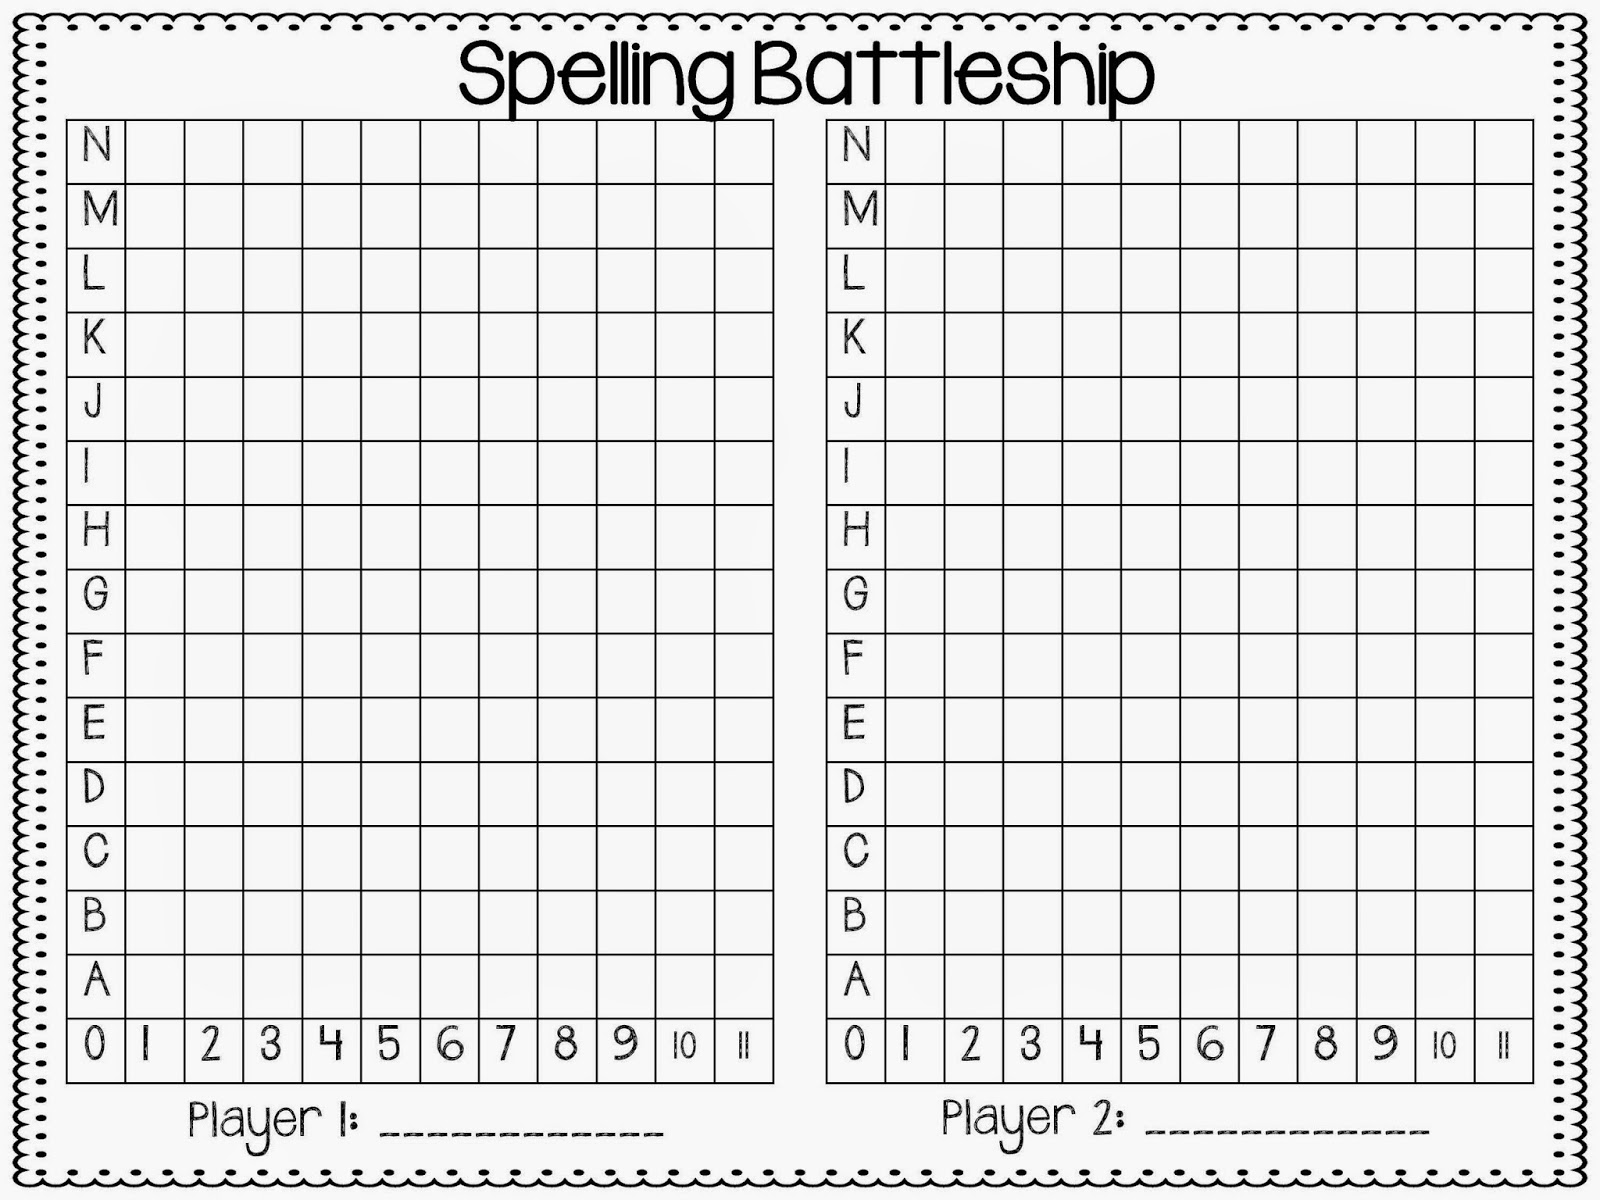 Spelling Battleship
N N
M M
L L
K K
J J
I I
H H
G G
F F
E E
D D
C C
B B
A A
0 1 2 3 4 5 6 7 8 9 10 11 0 1 2 3 4 5 6 7 8 9 10 11
Player 1: ____________ Player 2: ____________